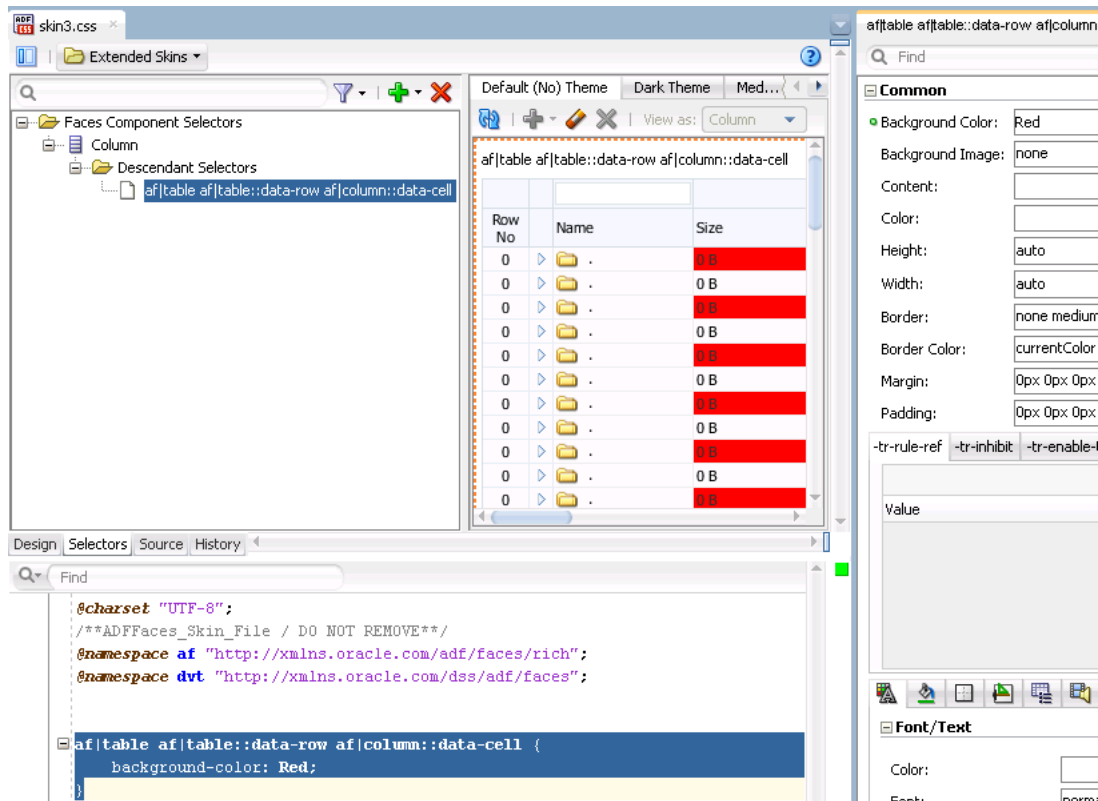 skin3.css
Extended Skins
Faces Component Selectors
Column
Descendant Selectors
af|table af|table::data-row af|column::data-cell
Default (No) Theme Dark Theme Med...
View as: Column
af|table af|table::data-row af|column::data-cell
Row No Name Size
0 . 0 B
0 . 0 B
0 . 0 B
0 . 0 B
0 . 0 B
0 . 0 B
0 . 0 B
0 . 0 B
0 . 0 B
0 . 0 B
0 . 0 B
Design Selectors Source History
Find
@charset "UTF-8";
/**ADFFaces_Skin_File / DO NOT REMOVE**/
@namespace af "http://xmlns.oracle.com/adf/faces/rich";
@namespace dvt "http://xmlns.oracle.com/dss/adf/faces";
af|table af|table::data-row af|column::data-cell {
background-color: Red;
}
af|table af|table::data-row af|column
Find
Common
Background Color: Red
Background Image: none
Content:
Color:
Height: auto
Width: auto
Border: none medium
Border Color: currentColor
Margin: 0px 0px 0px
Padding: 0px 0px 0px
-tr-rule-ref -tr-inhibit -tr-enable-
Value
Font/Text
Color: